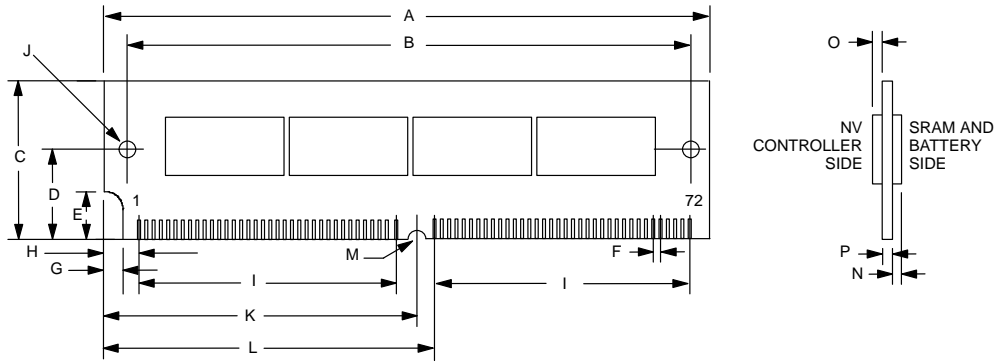 A
J
B
O
NV
CONTROLLER
SIDE
SRAM AND
BATTERY
SIDE
C
D
E
1
72
H
M
F
P
G
I
I
N
K
L